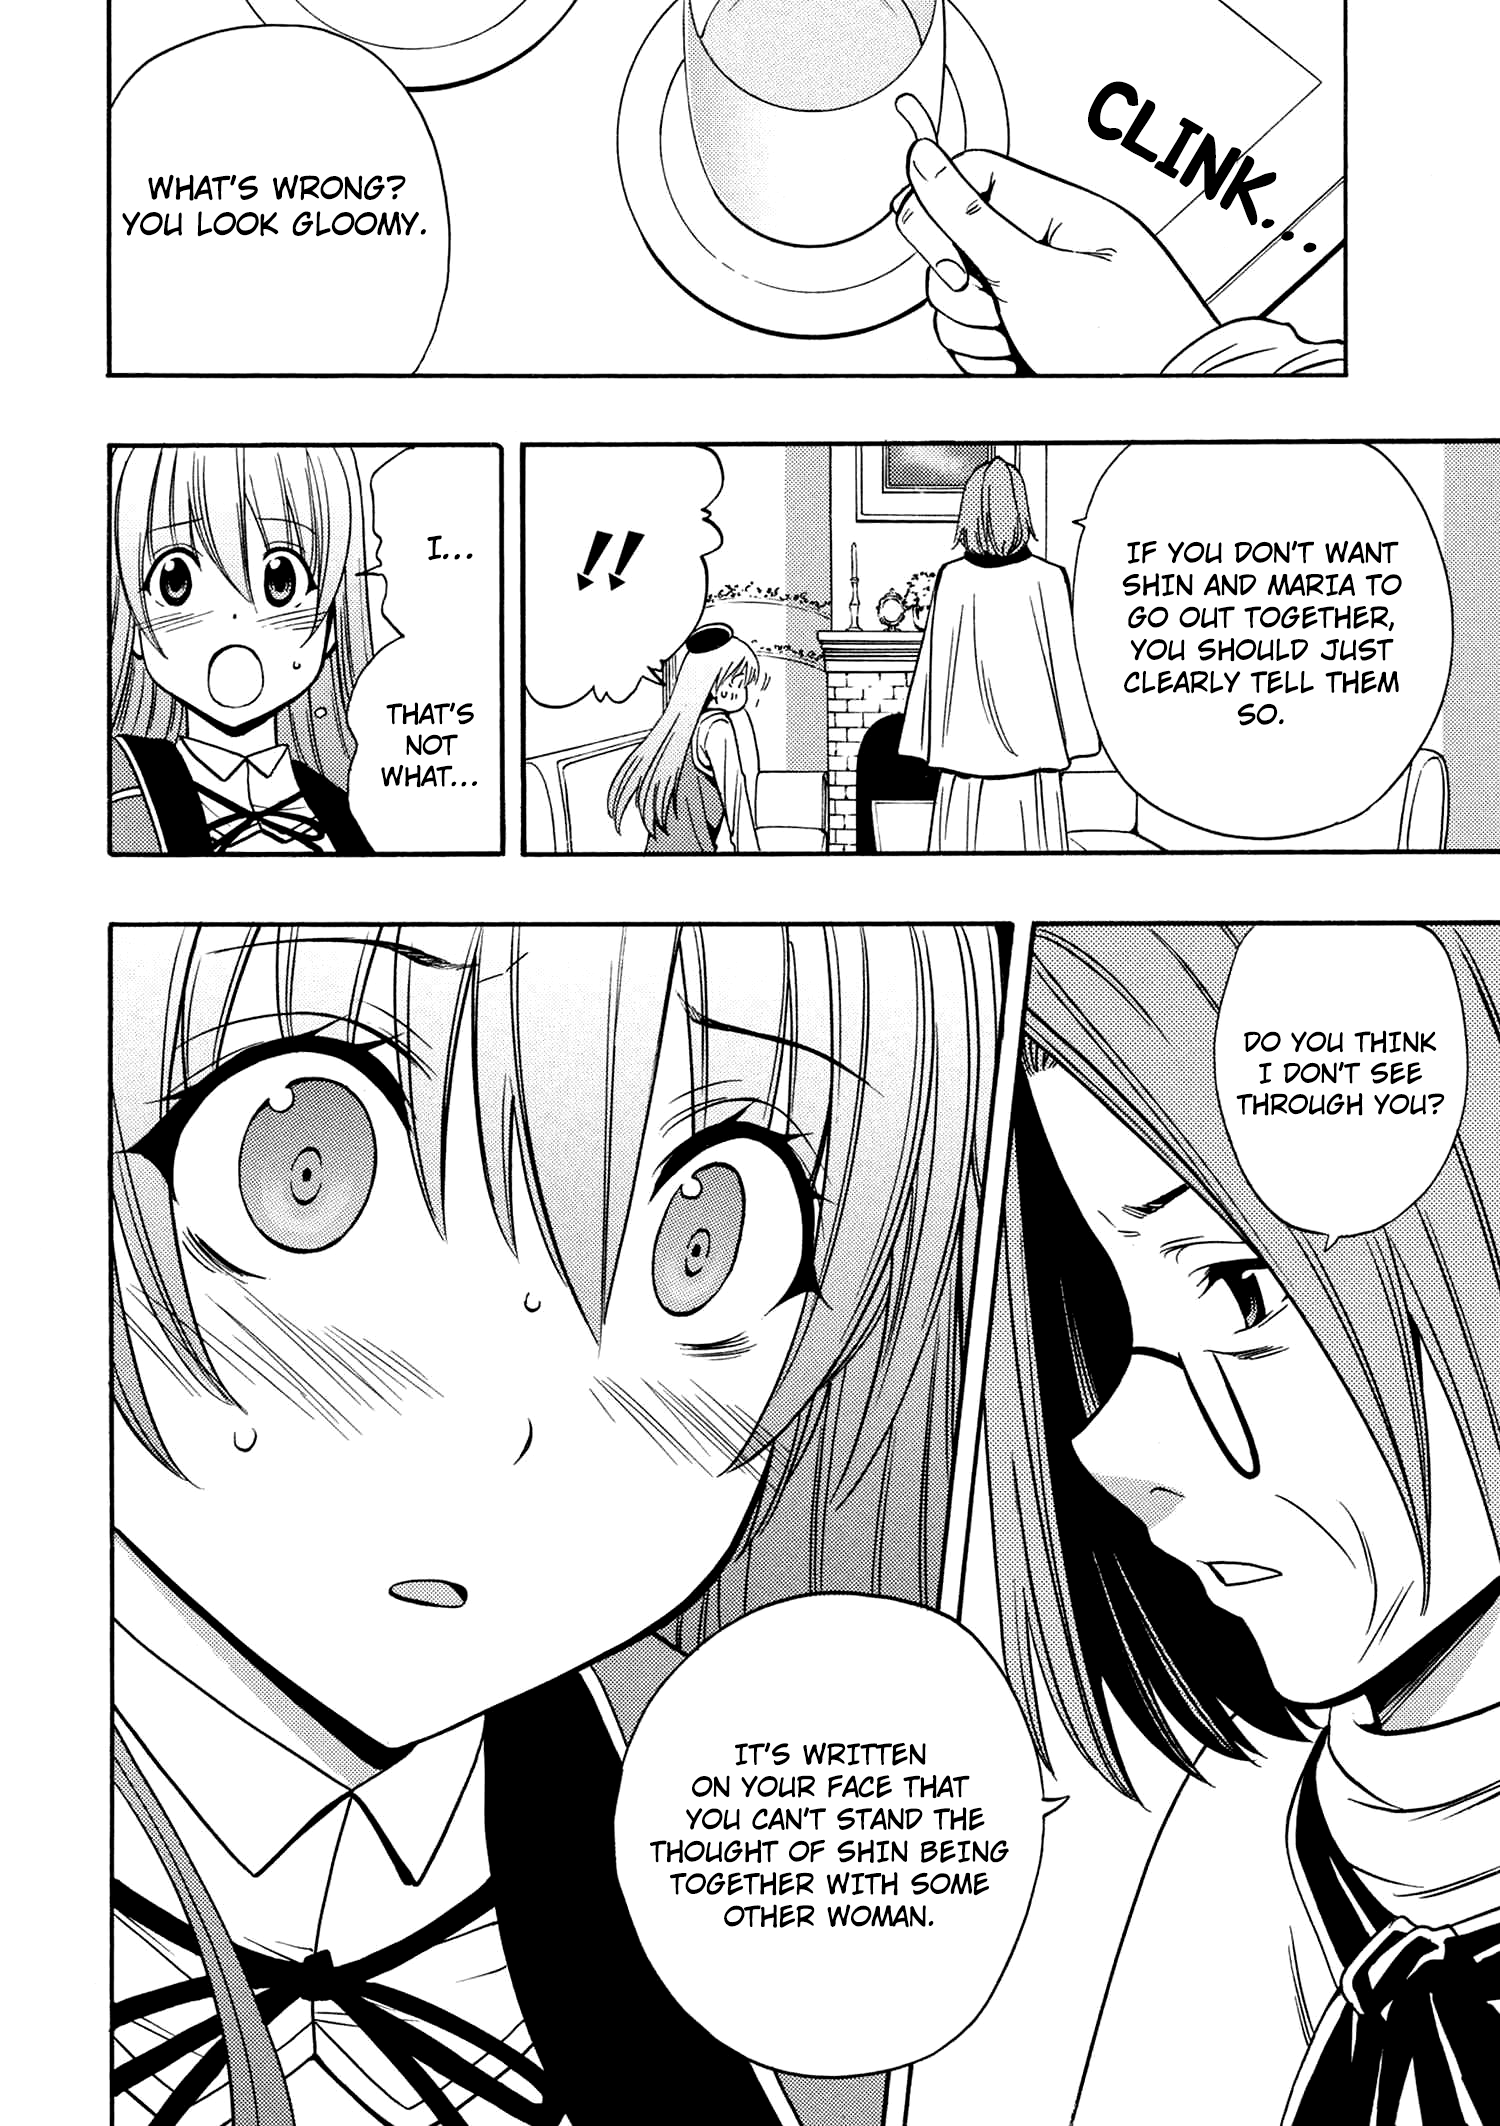 CLINK...
WHAT'S WRONG?
YOU LOOK GLOOMY.
IF YOU DON'T WANT
SHIN AND MARIA TO
GO OUT TOGETHER,
YOU SHOULD JUST
CLEARLY TELL THEM
SO.
!!
I...
THAT'S
NOT
WHAT...
DO YOU THINK
I DON'T SEE
THROUGH YOU?
IT'S WRITTEN
ON YOUR FACE THAT
YOU CAN'T STAND THE
THOUGHT OF SHIN BEING
TOGETHER WITH SOME
OTHER WOMAN.